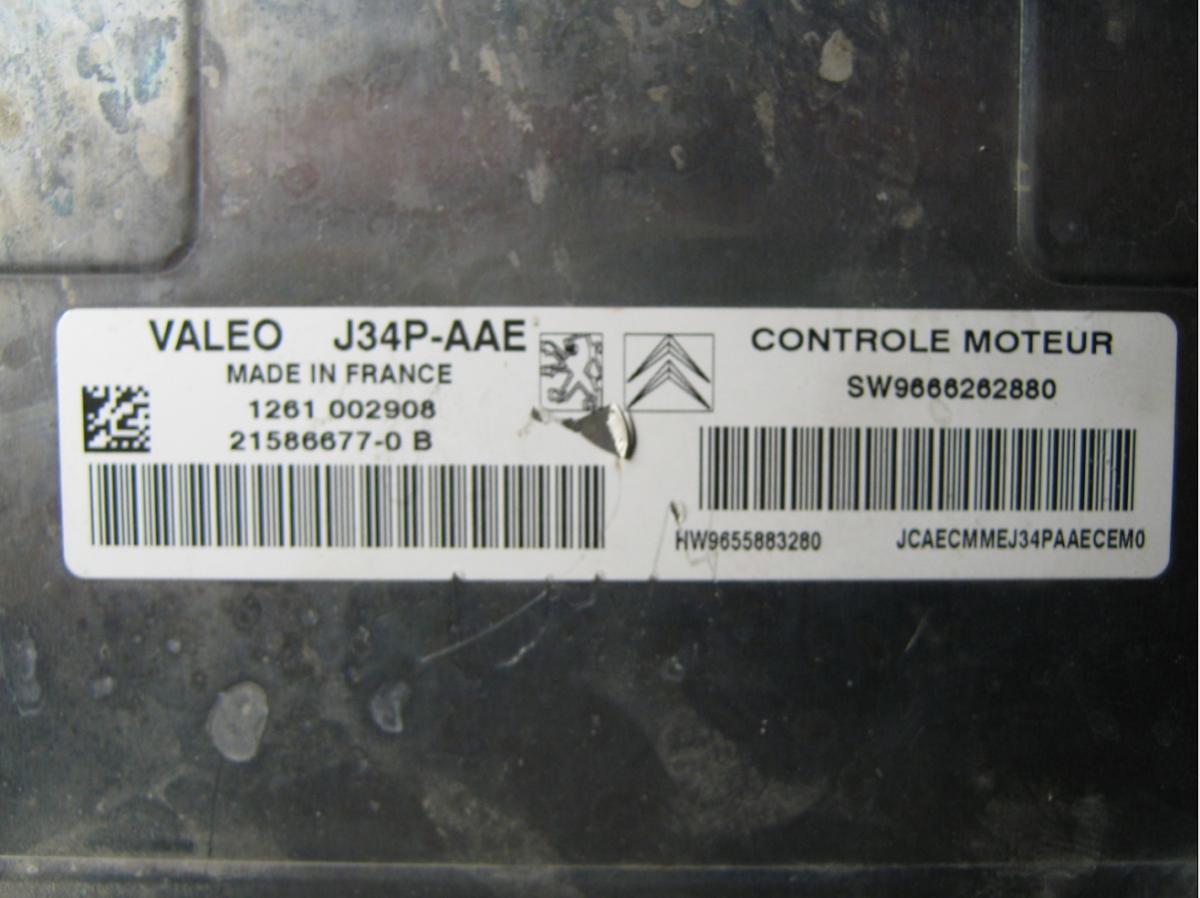 VALEO J34P-AAE
MADE IN FRANCE
1261 002908
21586677-0 B
CONTROLE MOTEUR
SW9666262880
HW9655883280 JCAECMMEJ34PAAECEM0